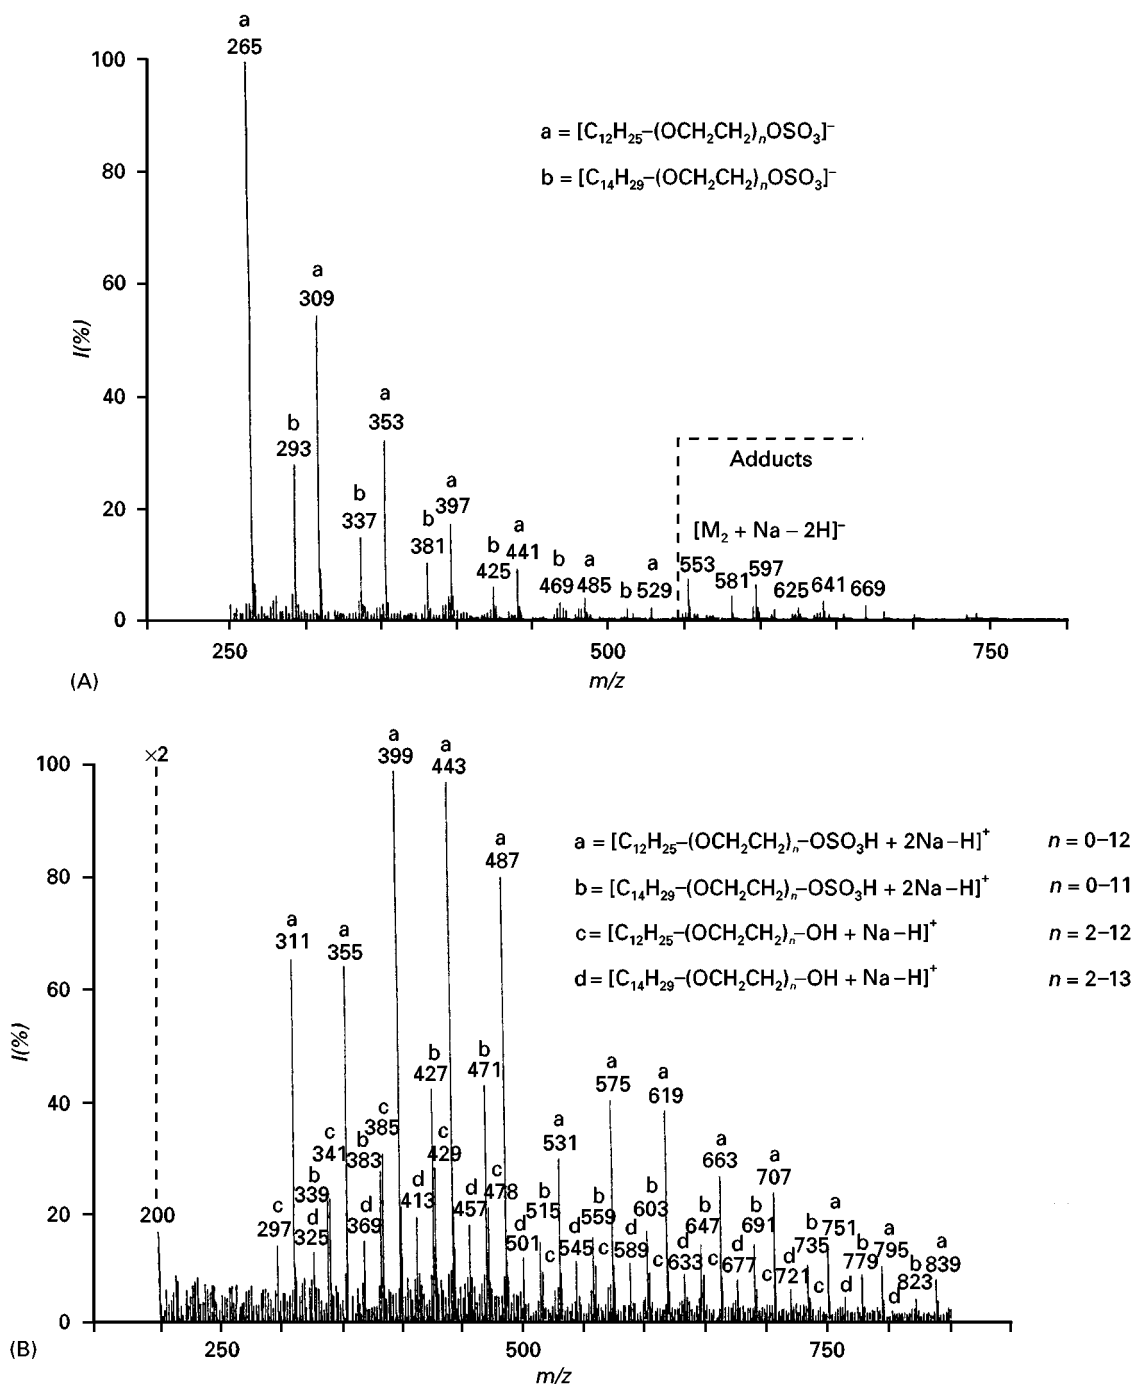 a
265
100
a = [C₁₂H₂₅–(OCH₂CH₂)ₙOSO₃]⁻
b = [C₁₄H₂₉–(OCH₂CH₂)ₙOSO₃]⁻
80
a
309
60
I(%)
40
a
353
b
293
Adducts
a
397
b
337
20
b
381
a
441
b
425
b
469
a
485
b
a
529
[M₂ + Na – 2H]⁻
553
581
597
625
641
669
0
250
500
750
(A)
m/z
×2
a
399
a
443
100
a = [C₁₂H₂₅–(OCH₂CH₂)ₙ–OSO₃H + 2Na–H]⁺ n = 0–12
b = [C₁₄H₂₉–(OCH₂CH₂)ₙ–OSO₃H + 2Na–H]⁺ n = 0–11
c = [C₁₂H₂₅–(OCH₂CH₂)ₙ–OH + Na–H]⁺ n = 2–12
d = [C₁₄H₂₉–(OCH₂CH₂)ₙ–OH + Na–H]⁺ n = 2–13
a
487
80
a
311
a
355
60
I(%)
b
427
b
471
a
575
a
619
40
c
385
c
341
b
383
c
429
a
531
a
663
a
707
b
339
d
413
d
457
c
478
b
515
b
559
b
603
b
647
b
691
20
200
c
297
d
325
d
369
d
501
c
d
545
c
d
589
c
d
633
c
d
677
c
d
721
b
735
c
a
751
d
b
779
a
795
d
b
823
a
839
0
250
500
750
(B)
m/z